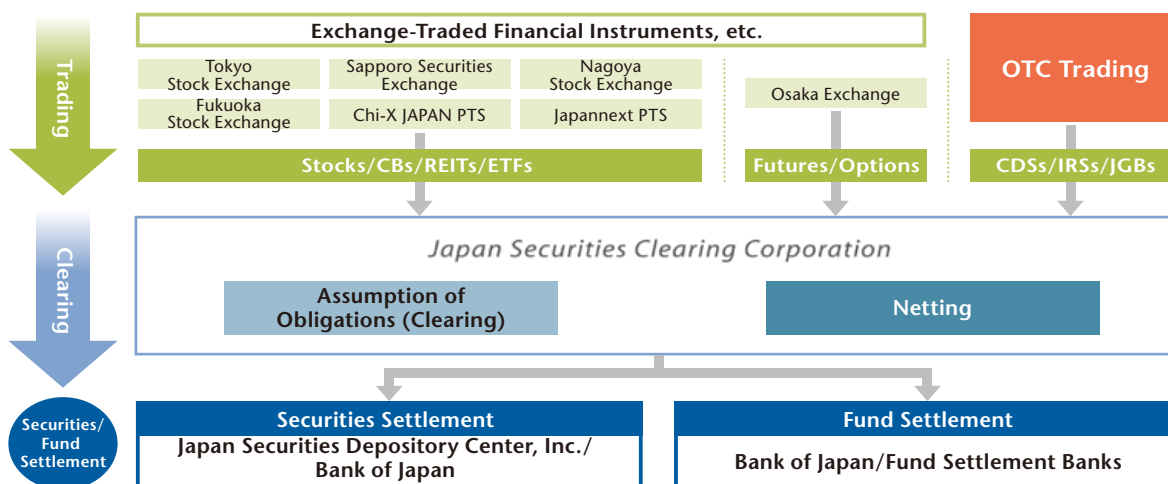 Trading
Exchange-Traded Financial Instruments, etc.
Tokyo
Stock Exchange
Sapporo Securities
Exchange
Nagoya
Stock Exchange
Fukuoka
Stock Exchange
Chi-X JAPAN PTS
Japannext PTS
Osaka Exchange
OTC Trading
Stocks/CBs/REITs/ETFs
Futures/Options
CDSs/IRSs/JGBs
Clearing
Japan Securities Clearing Corporation
Assumption of
Obligations (Clearing)
Netting
Securities/
Fund
Settlement
Securities Settlement
Japan Securities Depository Center, Inc./
Bank of Japan
Fund Settlement
Bank of Japan/Fund Settlement Banks